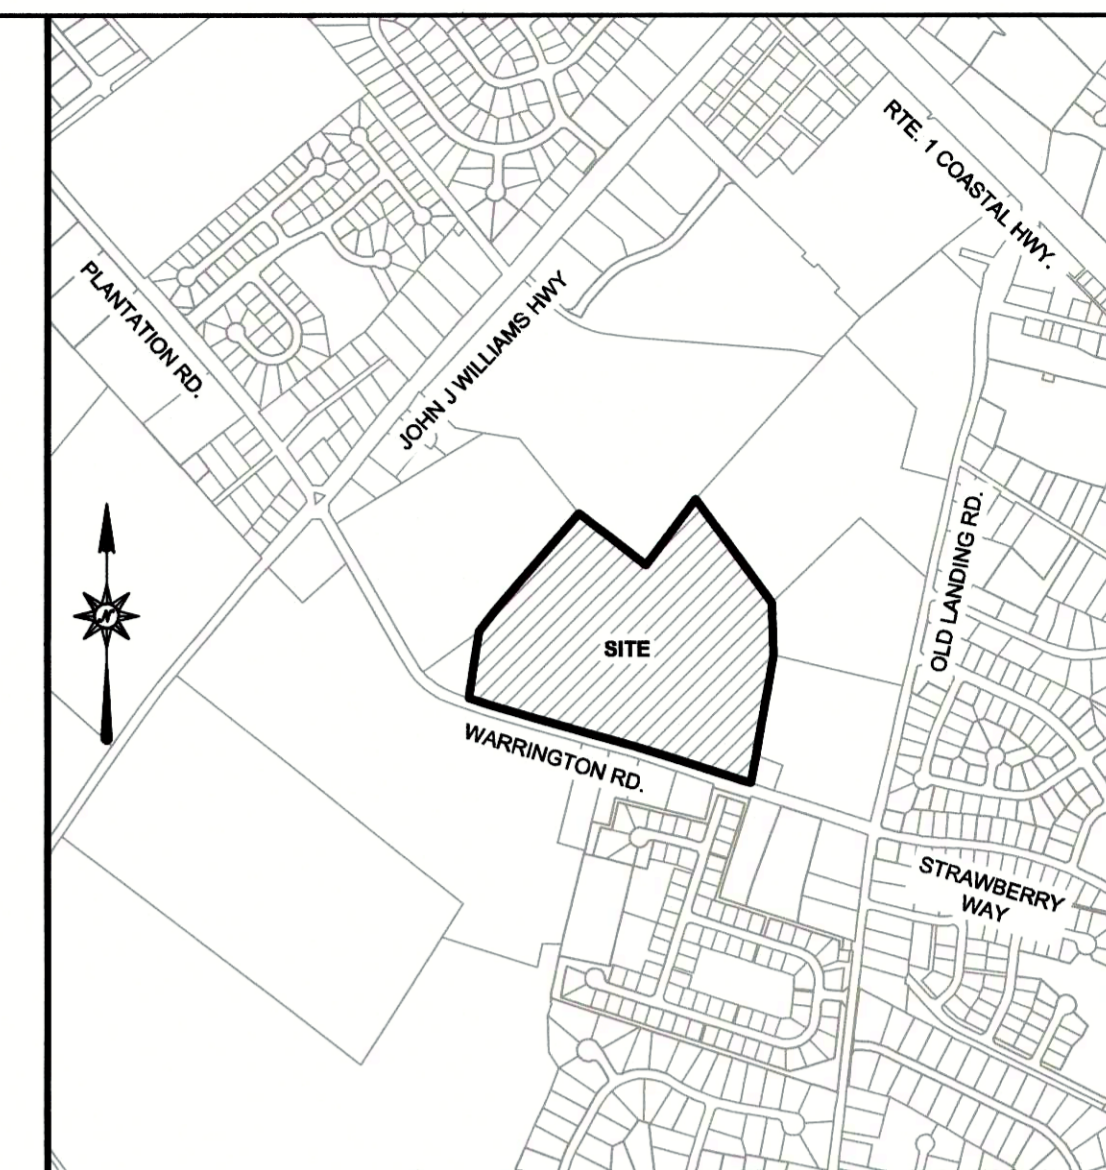 RTE. 1 COASTAL HWY.
PLANTATION RD.
JOHN J WILLIAMS HWY
OLD LANDING RD.
N
SITE
WARRINGTON RD.
STRAWBERRY
WAY